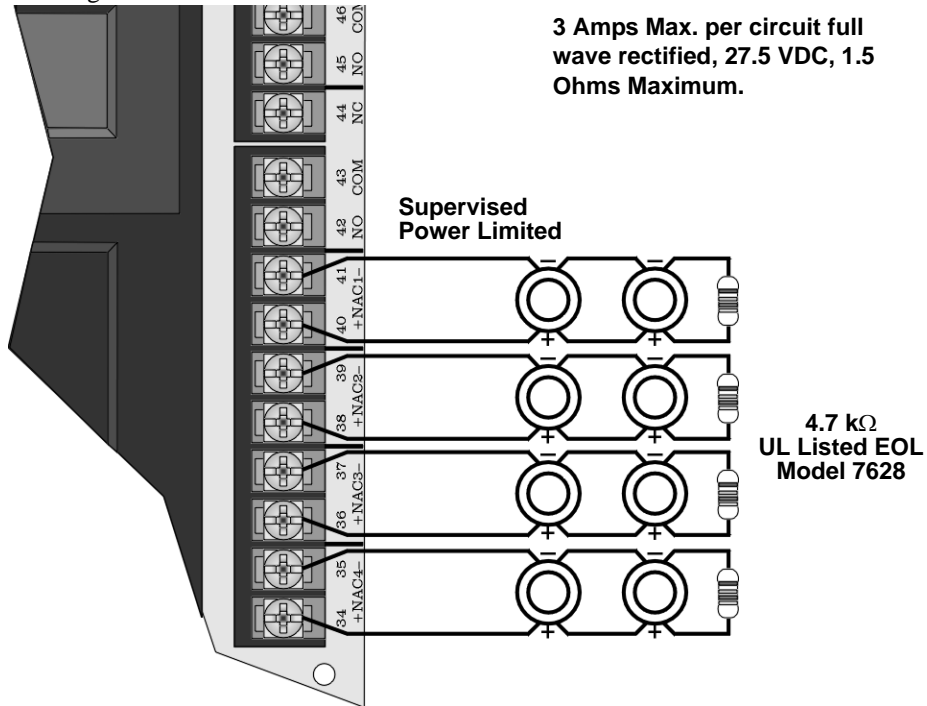 3 Amps Max. per circuit full
wave rectified, 27.5 VDC, 1.5
Ohms Maximum.
46
COM
45
NO
44
NC
43
COM
42
NO
Supervised
Power Limited
41
40
+NAC1–
39
38
+NAC2–
37
36
+NAC3–
35
34
+NAC4–
– –
+ +
– –
+ +
– –
+ +
– –
+ +
4.7 kΩ
UL Listed EOL
Model 7628